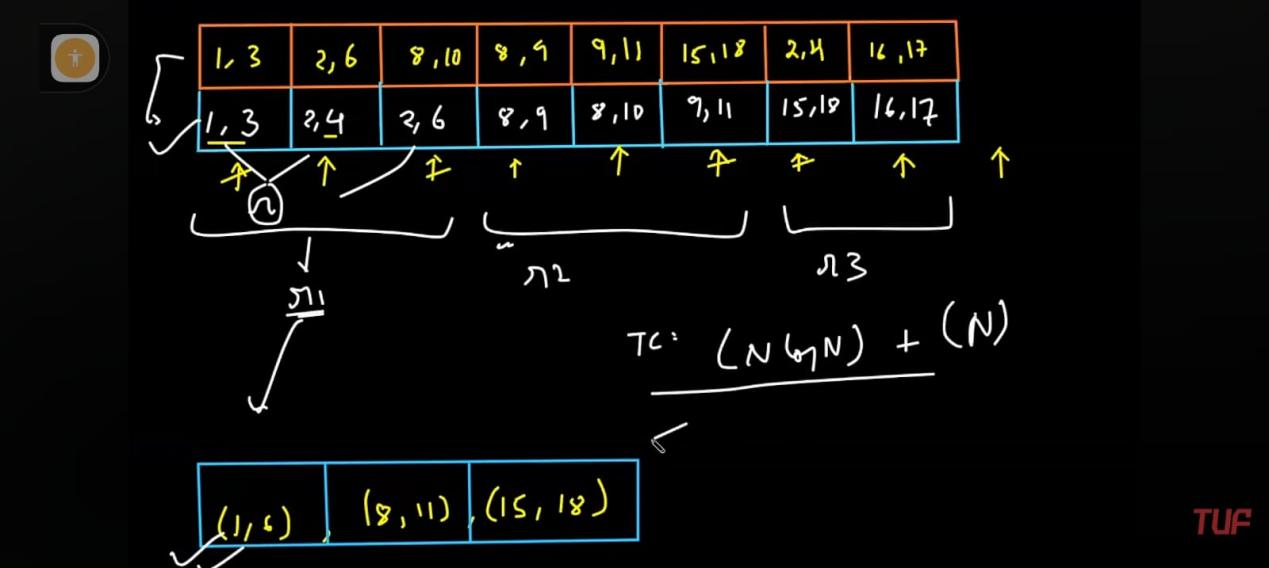 1, 3 2, 6 8, 10 8, 9 9, 11 15, 18 2, 4 16, 17
1, 3 2, 4 2, 6 8, 9 8, 10 9, 11 15, 18 16, 17
r1 r2 r3
TC: (N log N) + (N)
(1, 6), (8, 11), (15, 18)
TUF